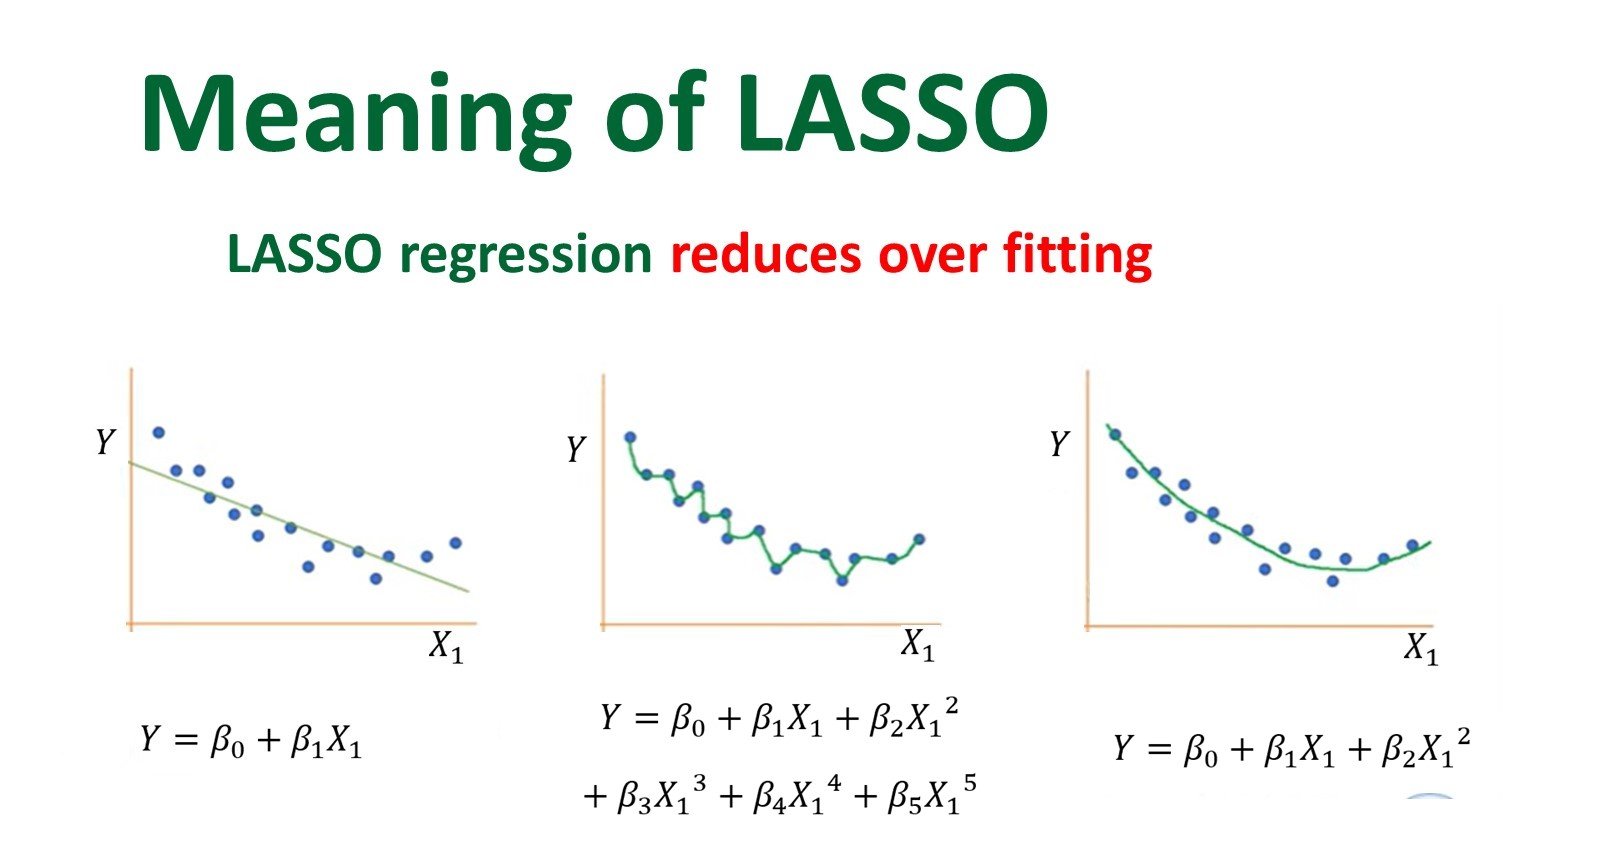 Meaning of LASSO
LASSO regression reduces over fitting
Y
X₁
Y = β₀ + β₁X₁
Y
X₁
Y = β₀ + β₁X₁ + β₂X₁²
+ β₃X₁³ + β₄X₁⁴ + β₅X₁⁵
Y
X₁
Y = β₀ + β₁X₁ + β₂X₁²